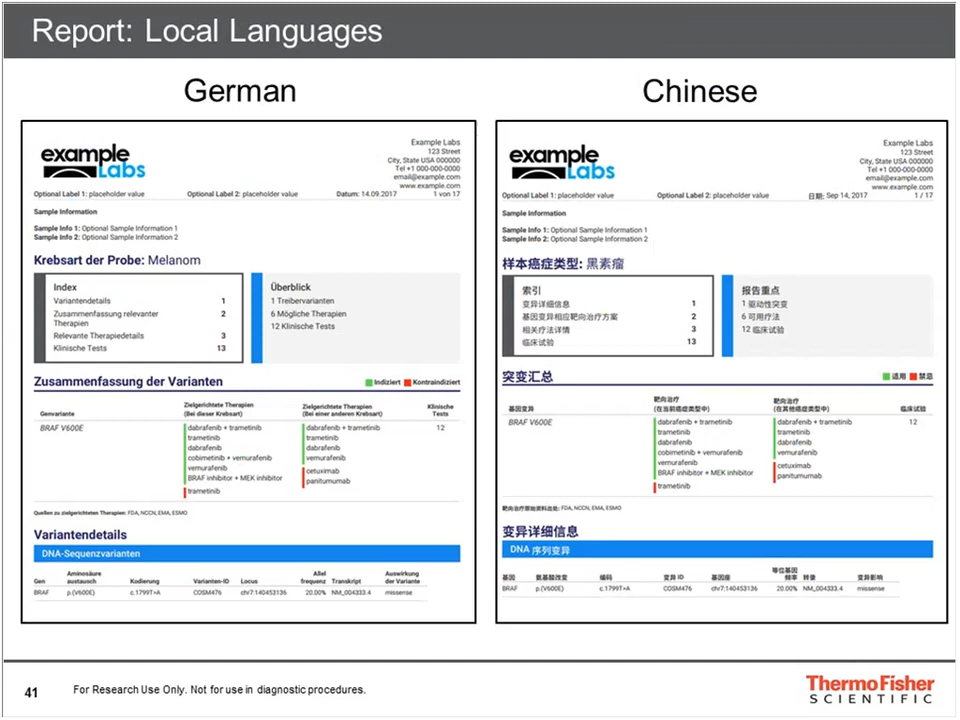 Report: Local Languages
German
example
Labs
Example Labs
123 Street
City, State USA 000000
Tel +1 000-000-0000
email@example.com
www.example.com
Optional Label 1: placeholder value Optional Label 2: placeholder value Datum: 14.09.2017 1 von 17
Sample Information
Sample Info 1: Optional Sample Information 1
Sample Info 2: Optional Sample Information 2
Krebsart der Probe: Melanom
Index
Variantendetails 1
Zusammenfassung relevanter Therapien 2
Relevante Therapiedetails 3
Klinische Tests 13
Überblick
1 Treibervarianten
6 Mögliche Therapien
12 Klinische Tests
Zusammenfassung der Varianten Indiziert Kontraindiziert
Genvariante Zielgerichtete Therapien (Bei dieser Krebsart) Zielgerichtete Therapien (Bei einer anderen Krebsart) Klinische Tests
BRAF V600E dabrafenib + trametinib dabrafenib + trametinib 12
trametinib trametinib
dabrafenib dabrafenib
cobimetinib + vemurafenib vemurafenib
vemurafenib cetuximab
BRAF inhibitor + MEK inhibitor panitumumab
trametinib
Quellen zu zielgerichteten Therapien: FDA, NCCN, EMA, ESMO
Variantendetails
DNA-Sequenzvarianten
Gen Aminosäure austausch Kodierung Varianten-ID Locus Allel frequenz Transkript Auswirkung der Variante
BRAF p.(V600E) c.1799T>A COSM476 chr7:140453136 20.00% NM_004333.4 missense
Chinese
example
Labs
Example Labs
123 Street
City, State USA 000000
Tel +1 000-000-0000
email@example.com
www.example.com
Optional Label 1: placeholder value Optional Label 2: placeholder value 日期: Sep 14, 2017 1 / 17
Sample Information
Sample Info 1: Optional Sample Information 1
Sample Info 2: Optional Sample Information 2
样本癌症类型: 黑素瘤
索引
变异详细信息 1
基因变异相应靶向治疗方案 2
相关疗法详情 3
临床试验 13
报告重点
1 驱动性突变
6 可用疗法
12 临床试验
突变汇总 适用 禁忌
基因变异 靶向治疗 (在当前癌症类型中) 靶向治疗 (在其他癌症类型中) 临床试验
BRAF V600E dabrafenib + trametinib dabrafenib + trametinib 12
trametinib trametinib
dabrafenib dabrafenib
cobimetinib + vemurafenib vemurafenib
vemurafenib cetuximab
BRAF inhibitor + MEK inhibitor panitumumab
trametinib
靶向治疗原始资料出处: FDA, NCCN, EMA, ESMO
变异详细信息
DNA 序列变异
基因 氨基酸改变 编码 变异 ID 基因座 等位基因 频率 转录 变异影响
BRAF p.(V600E) c.1799T>A COSM476 chr7:140453136 20.00% NM_004333.4 missense
41
For Research Use Only. Not for use in diagnostic procedures.
ThermoFisher
SCIENTIFIC